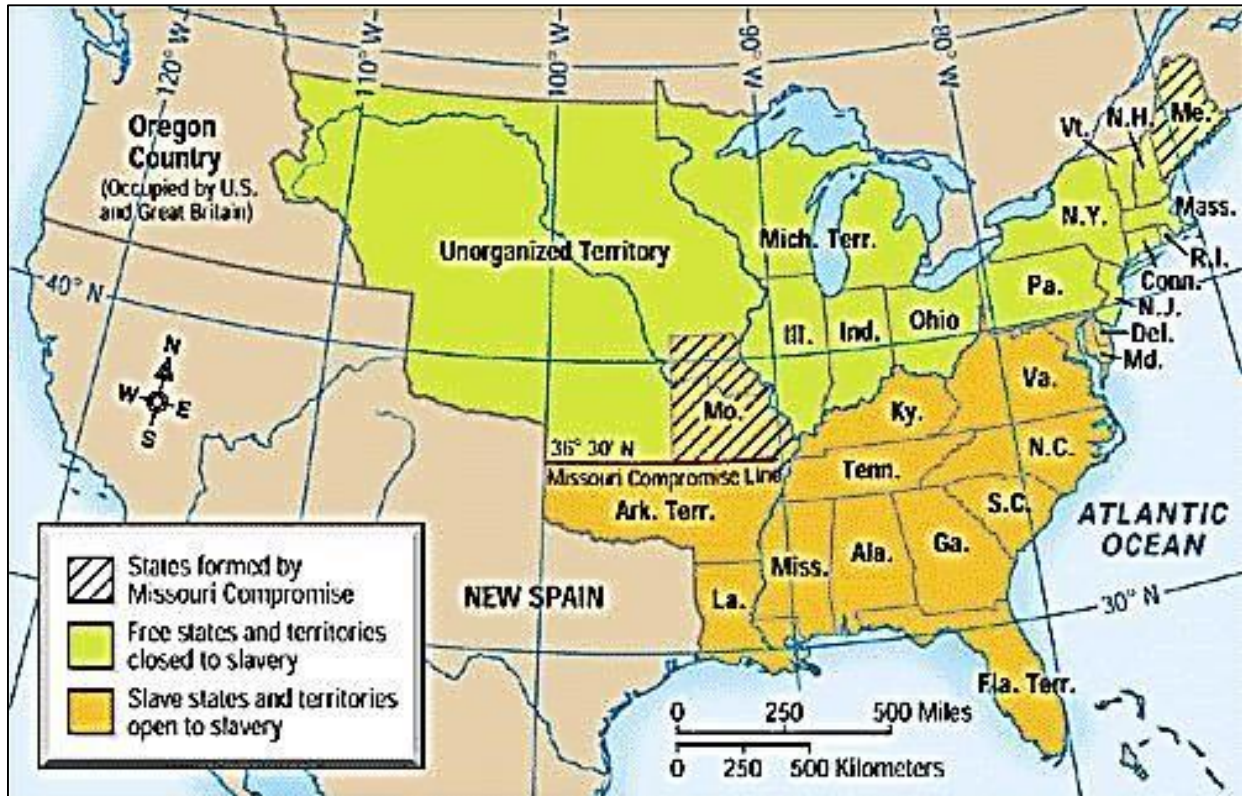 120° W
110° W
100° W
90° W
80° W
Oregon
Country
(Occupied by U.S.
and Great Britain)
Unorganized Territory
Mich. Terr.
Vt.
N.H.
Me.
N.Y.
Mass.
R.I.
Conn.
Pa.
N.J.
Del.
Md.
40° N
Ill.
Ind.
Ohio
N
W
E
S
Mo.
Ky.
Va.
36° 30' N
Missouri Compromise Line
Tenn.
N.C.
Ark. Terr.
S.C.
ATLANTIC
OCEAN
Miss.
Ala.
Ga.
La.
NEW SPAIN
30° N
Fla. Terr.
States formed by
Missouri Compromise
Free states and territories
closed to slavery
Slave states and territories
open to slavery
0 250 500 Miles
0 250 500 Kilometers